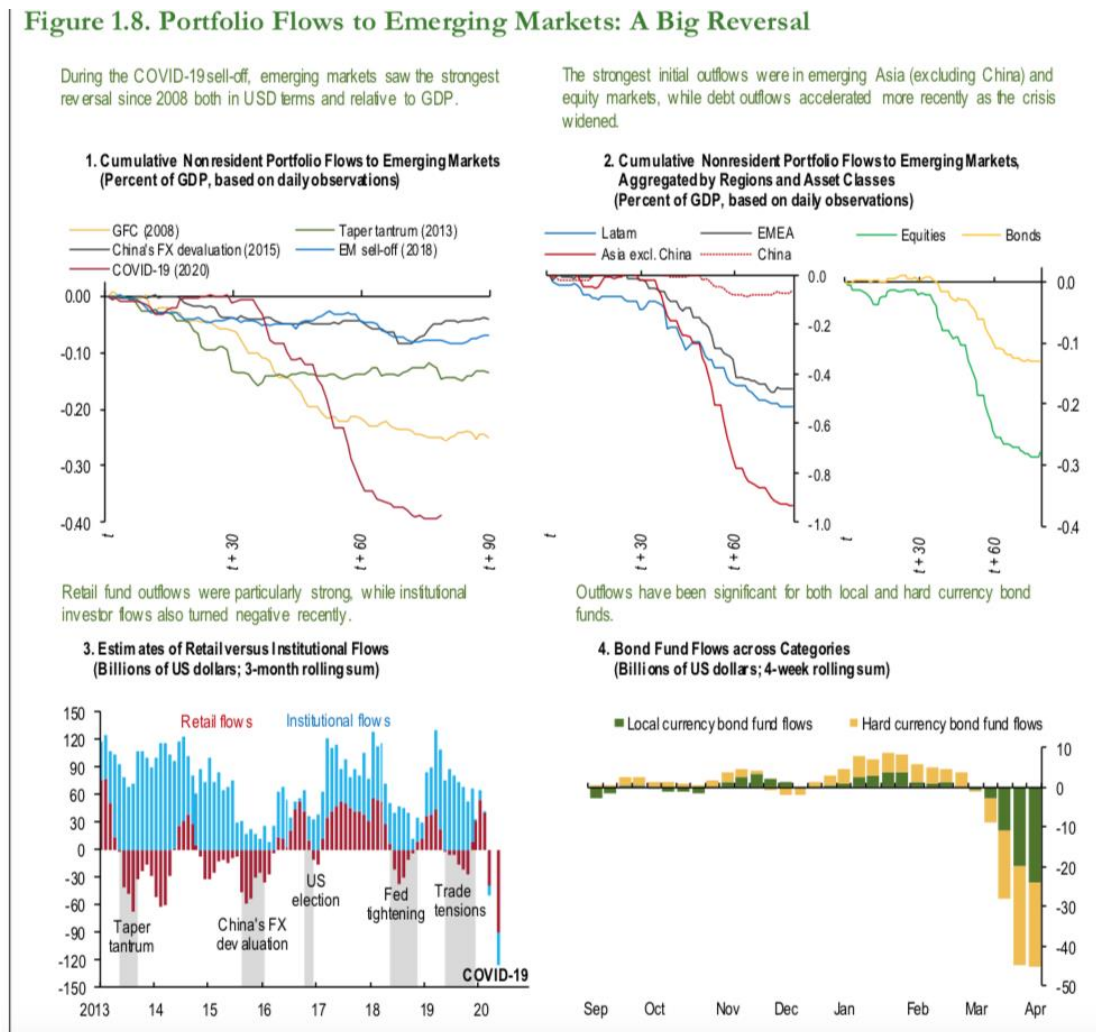 Figure 1.8. Portfolio Flows to Emerging Markets: A Big Reversal
During the COVID-19 sell-off, emerging markets saw the strongest
reversal since 2008 both in USD terms and relative to GDP.
The strongest initial outflows were in emerging Asia (excluding China) and
equity markets, while debt outflows accelerated more recently as the crisis
widened.
1. Cumulative Nonresident Portfolio Flows to Emerging Markets
(Percent of GDP, based on daily observations)
GFC (2008)
Taper tantrum (2013)
China's FX devaluation (2015)
EM sell-off (2018)
COVID-19 (2020)
0.00
-0.10
-0.20
-0.30
-0.40
t
t + 30
t + 60
t + 90
2. Cumulative Nonresident Portfolio Flows to Emerging Markets,
Aggregated by Regions and Asset Classes
(Percent of GDP, based on daily observations)
Latam
EMEA
Asia excl. China
China
0.0
-0.2
-0.4
-0.6
-0.8
-1.0
t
t + 30
t + 60
Equities
Bonds
0.0
-0.1
-0.2
-0.3
-0.4
t
t + 30
t + 60
Retail fund outflows were particularly strong, while institutional
investor flows also turned negative recently.
Outflows have been significant for both local and hard currency bond
funds.
3. Estimates of Retail versus Institutional Flows
(Billions of US dollars; 3-month rolling sum)
Retail flows
Institutional flows
150
120
90
60
30
0
-30
-60
-90
-120
-150
Taper
tantrum
China's FX
devaluation
US
election
Fed
tightening
Trade
tensions
COVID-19
2013 14 15 16 17 18 19 20
4. Bond Fund Flows across Categories
(Billions of US dollars; 4-week rolling sum)
Local currency bond fund flows
Hard currency bond fund flows
10
0
-10
-20
-30
-40
-50
Sep Oct Nov Dec Jan Feb Mar Apr